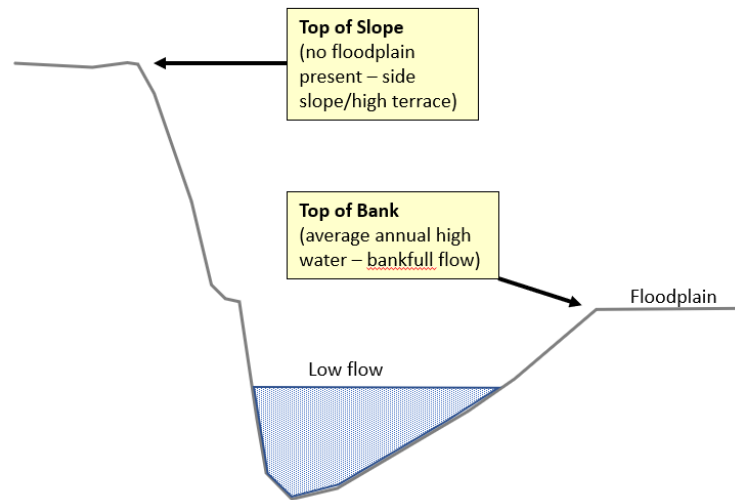 Top of Slope
(no floodplain
present – side
slope/high terrace)
Top of Bank
(average annual high
water – bankfull flow)
Floodplain
Low flow